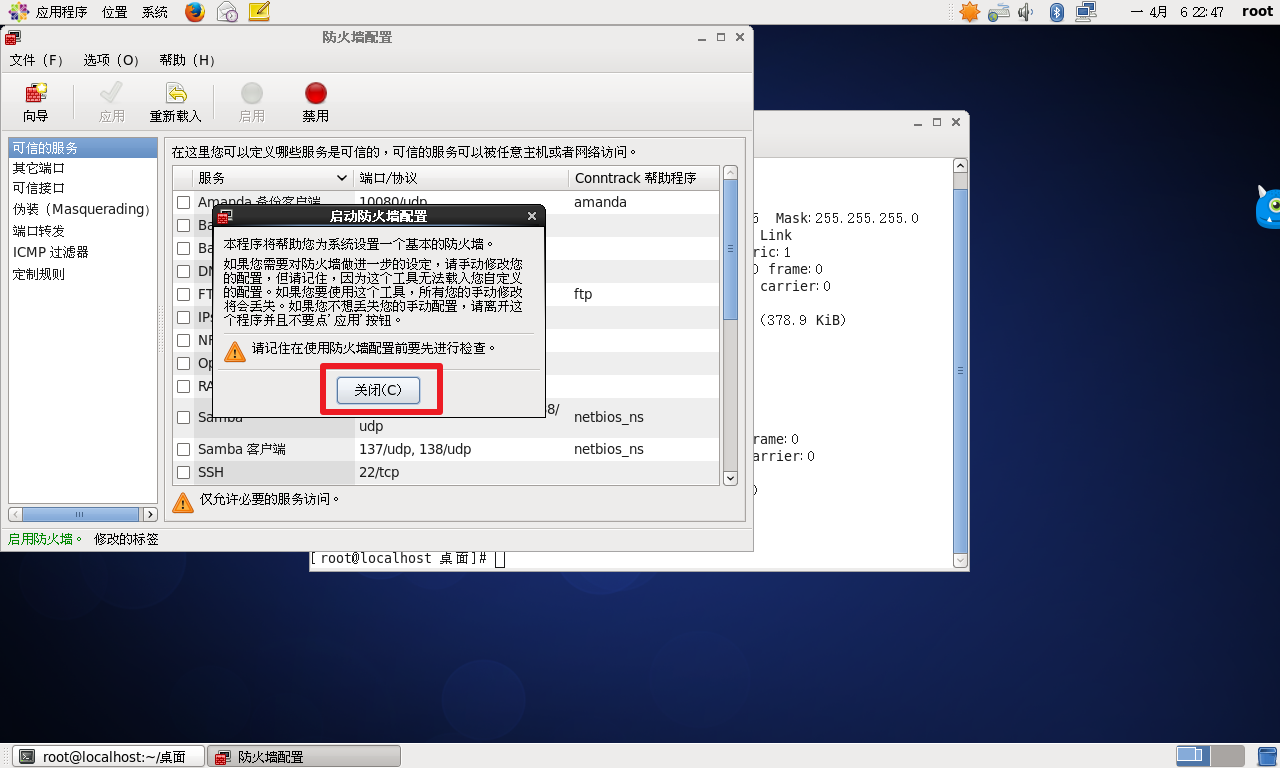 应用程序 位置 系统
一 4月 6 22:47 root
防火墙配置
文件（F） 选项（O） 帮助（H）
向导 应用 重新载入 启用 禁用
可信的服务
其它端口
可信接口
伪装（Masquerading）
端口转发
ICMP 过滤器
定制规则
在这里您可以定义哪些服务是可信的，可信的服务可以被任意主机或者网络访问。
服务 端口/协议 Conntrack 帮助程序
Amanda 备份客户端 10080/udp amanda
Ba
Ba
DN
FT ftp
IPS
NF
Op
RA
Samba udp netbios_ns
Samba 客户端 137/udp, 138/udp netbios_ns
SSH 22/tcp
仅允许必要的服务访问。
启用防火墙。 修改的标签
启动防火墙配置
本程序将帮助您为系统设置一个基本的防火墙。
如果您需要对防火墙做进一步的设定，请手动修改您
的配置，但请记住，因为这个工具无法载入您自定义
的配置。如果您要使用这个工具，所有您的手动修改
将会丢失。如果您不想丢失您的手动配置，请离开这
个程序并且不要点'应用'按钮。
请记住在使用防火墙配置前要先进行检查。
关闭(C)
Mask:255.255.255.0
Link
ric:1
frame:0
carrier:0
(378.9 KiB)
rame:0
arrier:0
)
[root@localhost 桌面]#
root@localhost:~/桌面 防火墙配置